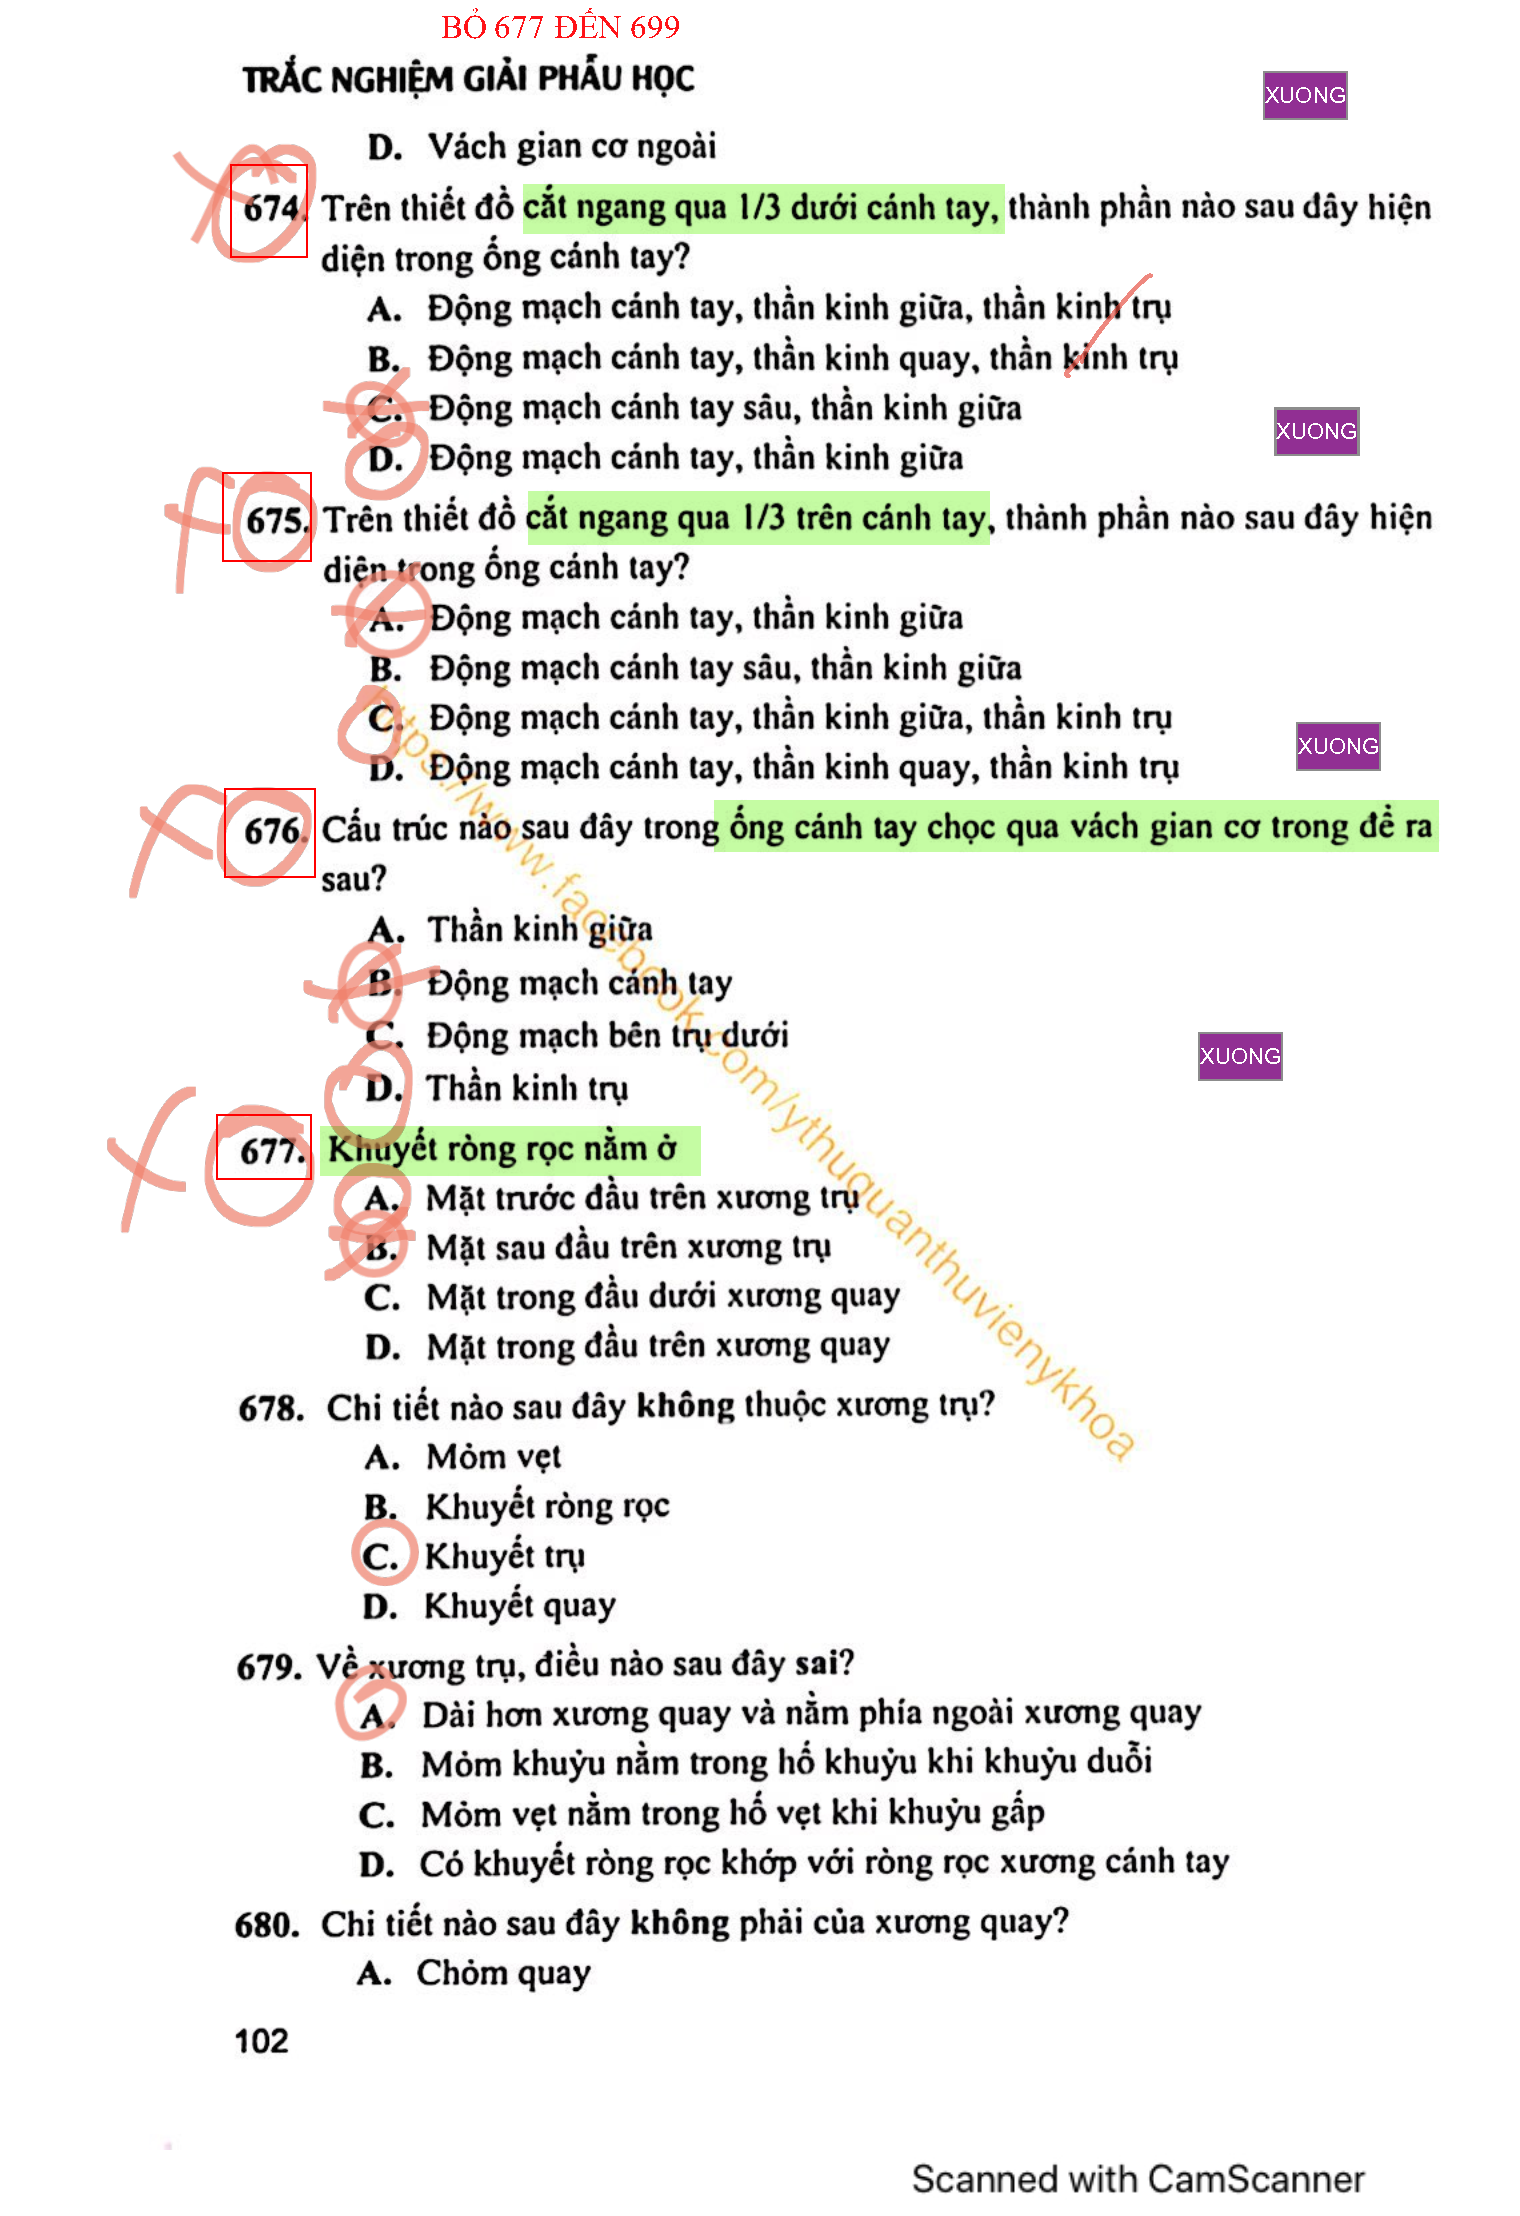 BỎ 677 ĐẾN 699
TRẮC NGHIỆM GIẢI PHẪU HỌC
XUONG
D. Vách gian cơ ngoài
674. Trên thiết đồ cắt ngang qua 1/3 dưới cánh tay, thành phần nào sau đây hiện
diện trong ống cánh tay?
A. Động mạch cánh tay, thần kinh giữa, thần kinh trụ
B. Động mạch cánh tay, thần kinh quay, thần kinh trụ
C. Động mạch cánh tay sâu, thần kinh giữa
XUONG
D. Động mạch cánh tay, thần kinh giữa
675. Trên thiết đồ cắt ngang qua 1/3 trên cánh tay, thành phần nào sau đây hiện
diện trong ống cánh tay?
A. Động mạch cánh tay, thần kinh giữa
B. Động mạch cánh tay sâu, thần kinh giữa
C. Động mạch cánh tay, thần kinh giữa, thần kinh trụ
XUONG
D. Động mạch cánh tay, thần kinh quay, thần kinh trụ
676. Cấu trúc nào sau đây trong ống cánh tay chọc qua vách gian cơ trong để ra
sau?
A. Thần kinh giữa
B. Động mạch cánh tay
C. Động mạch bên trụ dưới
XUONG
D. Thần kinh trụ
677. Khuyết ròng rọc nằm ở
A. Mặt trước đầu trên xương trụ
B. Mặt sau đầu trên xương trụ
C. Mặt trong đầu dưới xương quay
D. Mặt trong đầu trên xương quay
678. Chi tiết nào sau đây không thuộc xương trụ?
A. Mỏm vẹt
B. Khuyết ròng rọc
C. Khuyết trụ
D. Khuyết quay
679. Về xương trụ, điều nào sau đây sai?
A. Dài hơn xương quay và nằm phía ngoài xương quay
B. Mỏm khuỷu nằm trong hố khuỷu khi khuỷu duỗi
C. Mỏm vẹt nằm trong hố vẹt khi khuỷu gấp
D. Có khuyết ròng rọc khớp với ròng rọc xương cánh tay
680. Chi tiết nào sau đây không phải của xương quay?
A. Chỏm quay
102
https://www.facebook.com/ythuquanthuvienykhoa
Scanned with CamScanner